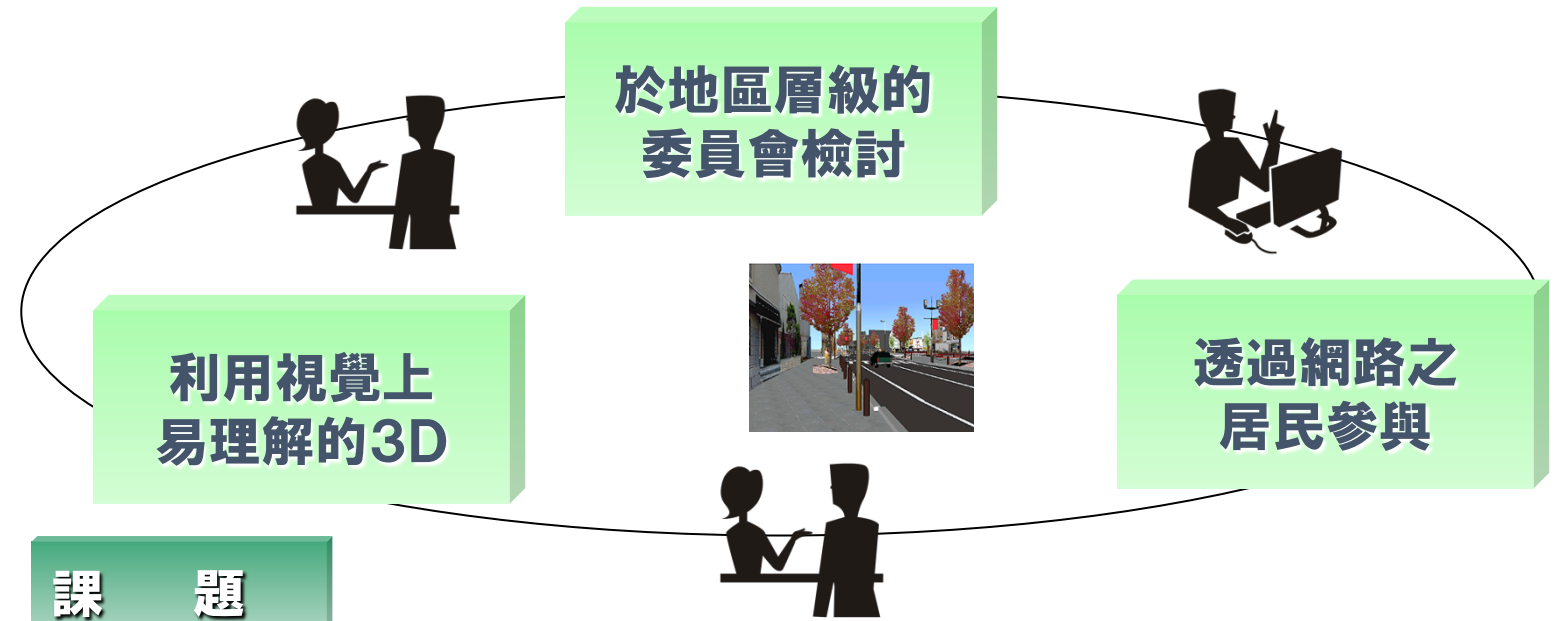 於地區層級的
委員會檢討
利用視覺上
易理解的3D
透過網路之
居民參與
課　　題